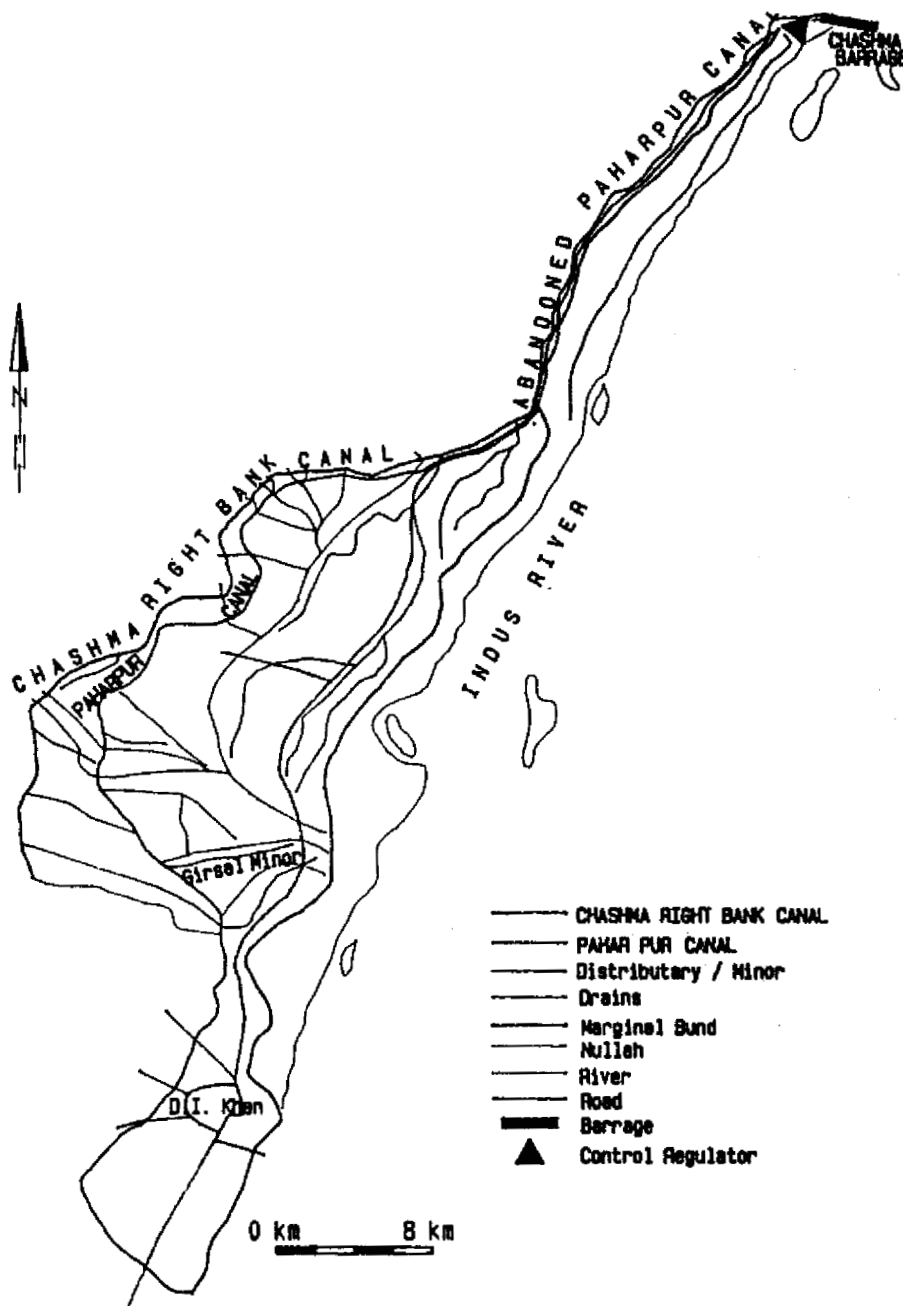 CHASHMA
BARRAGE
ABANDONED PAHARPUR CANAL
N
CHASHMA RIGHT BANK CANAL
CANAL
PAHARPUR
INDUS RIVER
Girsal Minor
D.I. Khan
CHASHMA RIGHT BANK CANAL
PAHAR PUR CANAL
Distributary / Minor
Drains
Marginal Bund
Nullah
River
Road
Barrage
Control Regulator
0 km 8 km